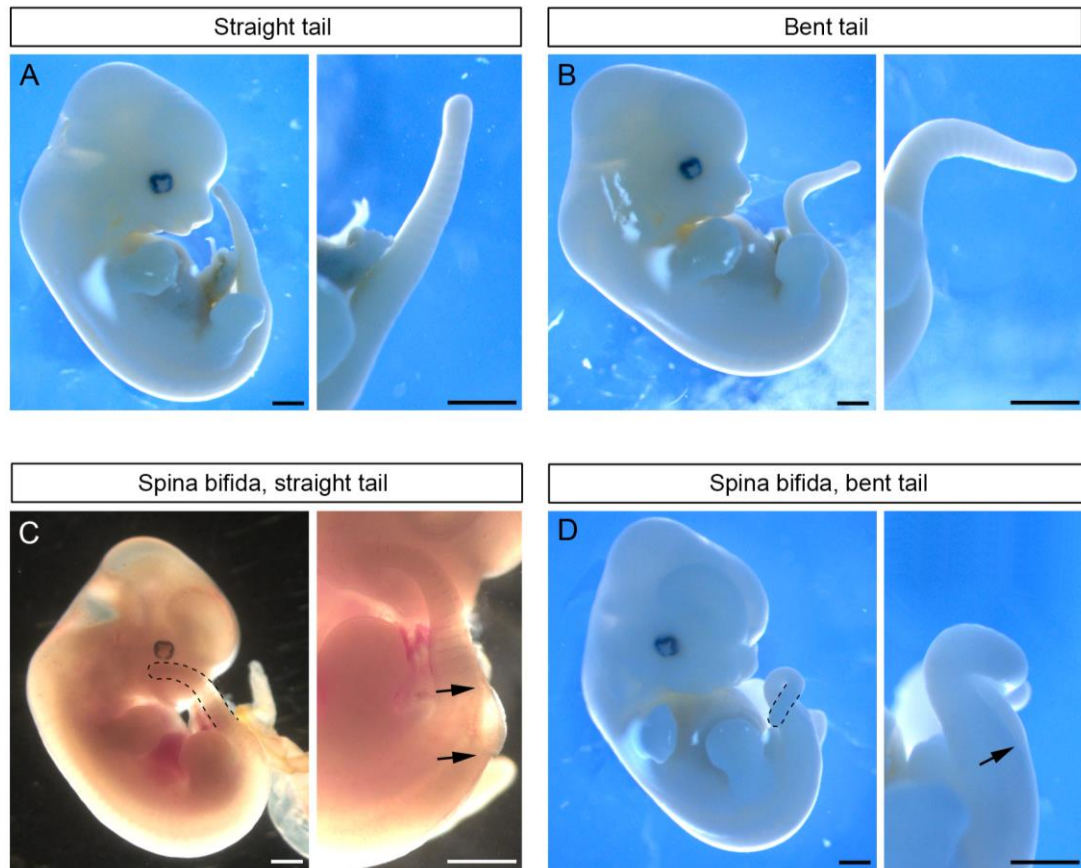 Straight tail
Bent tail
A
B
Spina bifida, straight tail
Spina bifida, bent tail
C
D